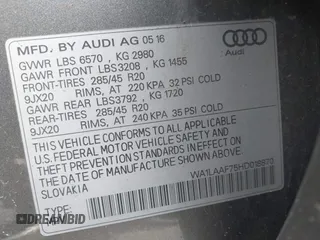 MFD. BY AUDI AG 05 16
GVWR LBS 6570 , KG 2980
GAWR FRONT LBS3208 , KG 1455
FRONT-TIRES 285/45 R20
9JX20 RIMS, AT 220 KPA 32 PSI COLD
GAWR REAR LBS3792 , KG 1720
REAR-TIRES 285/45 R20
9JX20 RIMS, AT 240 KPA 35 PSI COLD
THIS VEHICLE CONFORMS TO ALL APPLICABLE
FEDERAL MOTOR VEHICLE SAFETY AND
THEFT PREVENTION STANDARDS IN EFFECT ON
THE DATE OF MANUFACTURE SHOWN ABOVE.
SLOVAKIA
TYPE:
Audi
DREAMBID